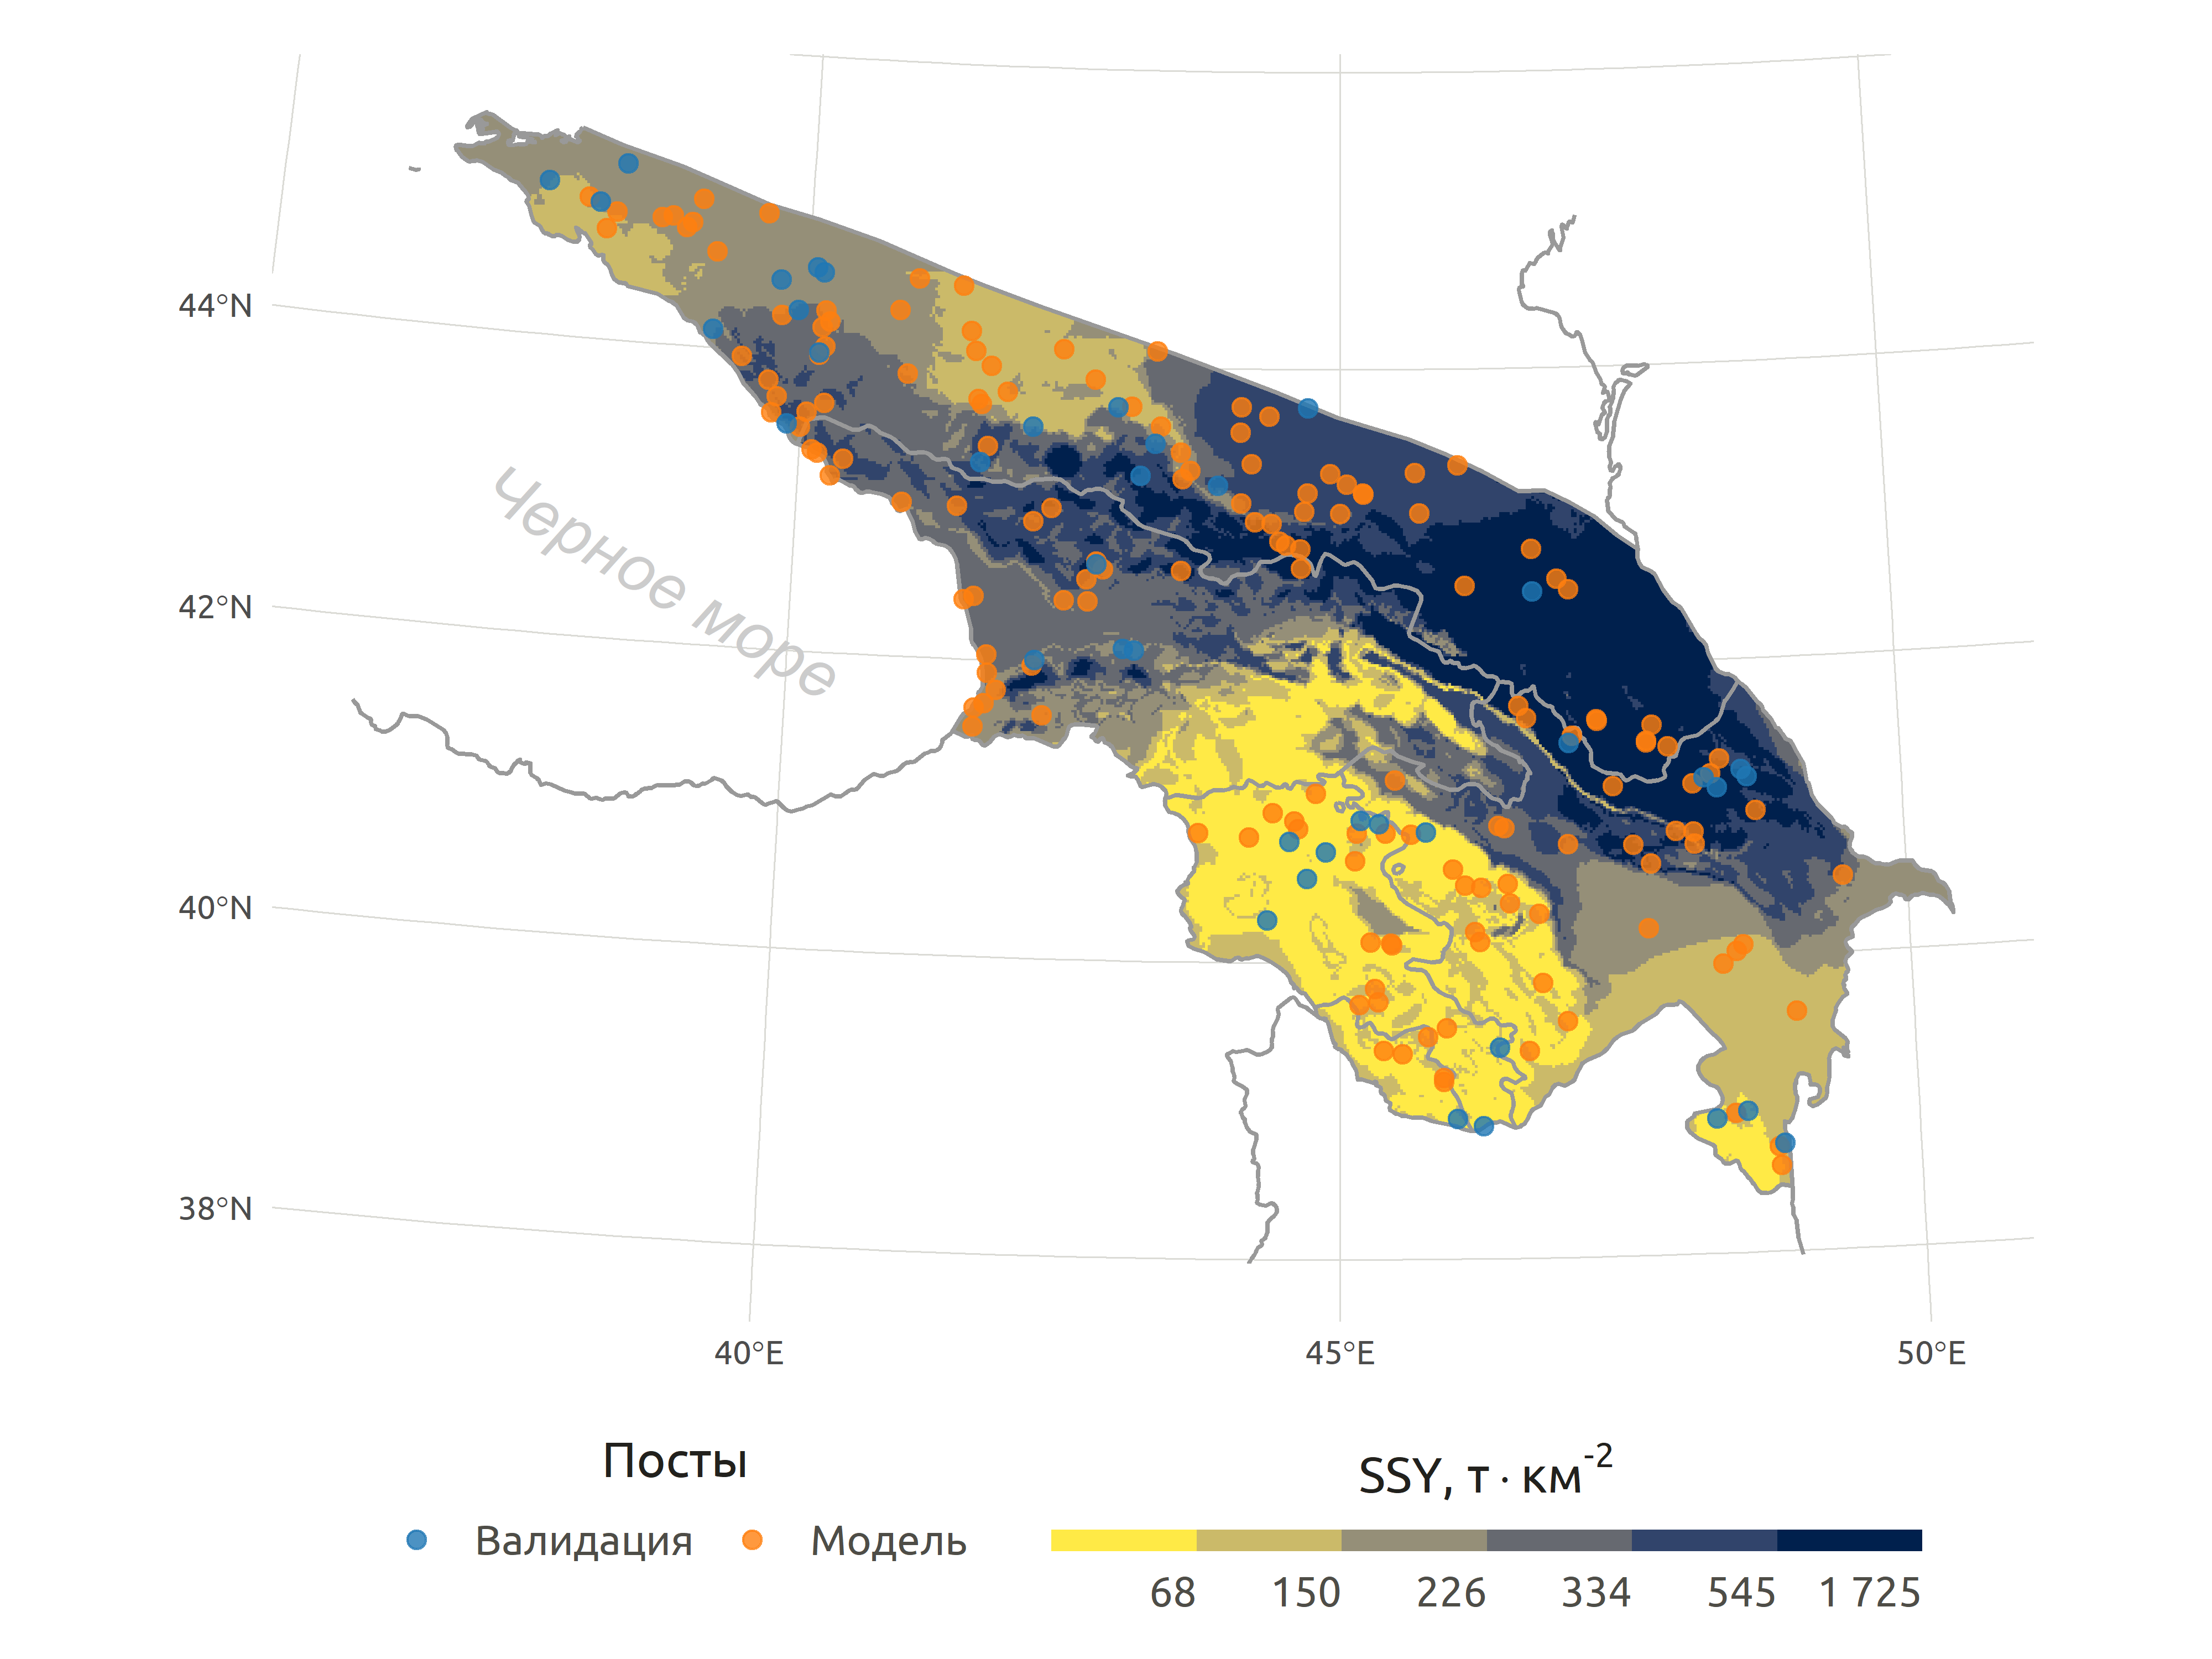 44°N
42°N
40°N
38°N
Черное море
40°E
45°E
50°E
Посты
Валидация
Модель
SSY, т · км⁻²
68
150
226
334
545
1 725